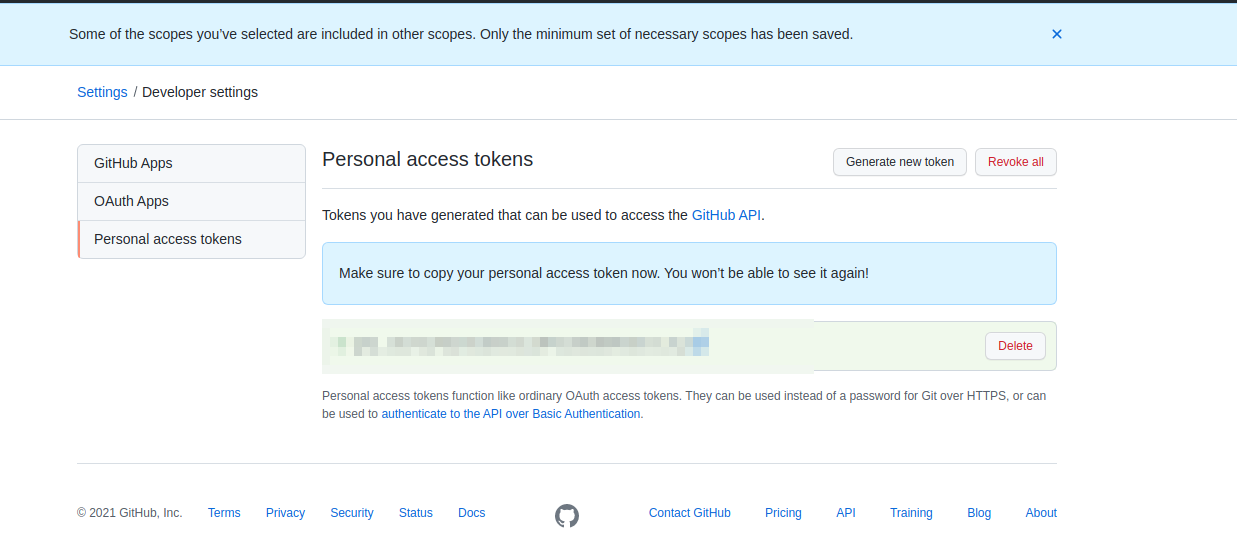 Some of the scopes you’ve selected are included in other scopes. Only the minimum set of necessary scopes has been saved.
Settings / Developer settings
GitHub Apps
OAuth Apps
Personal access tokens
Personal access tokens
Generate new token
Revoke all
Tokens you have generated that can be used to access the GitHub API.
Make sure to copy your personal access token now. You won’t be able to see it again!
Delete
Personal access tokens function like ordinary OAuth access tokens. They can be used instead of a password for Git over HTTPS, or can
be used to authenticate to the API over Basic Authentication.
© 2021 GitHub, Inc. Terms Privacy Security Status Docs Contact GitHub Pricing API Training Blog About